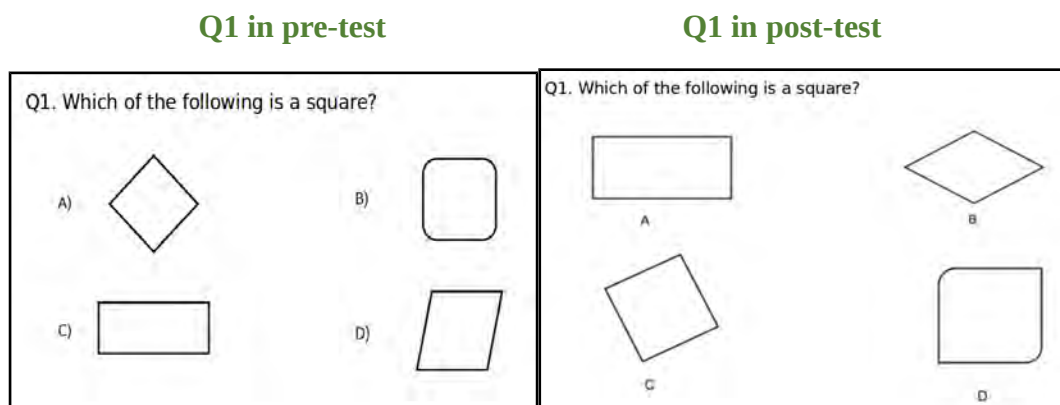 Q1 in pre-test
Q1 in post-test
Q1. Which of the following is a square?
A)
B)
C)
D)
Q1. Which of the following is a square?
A
B
C
D